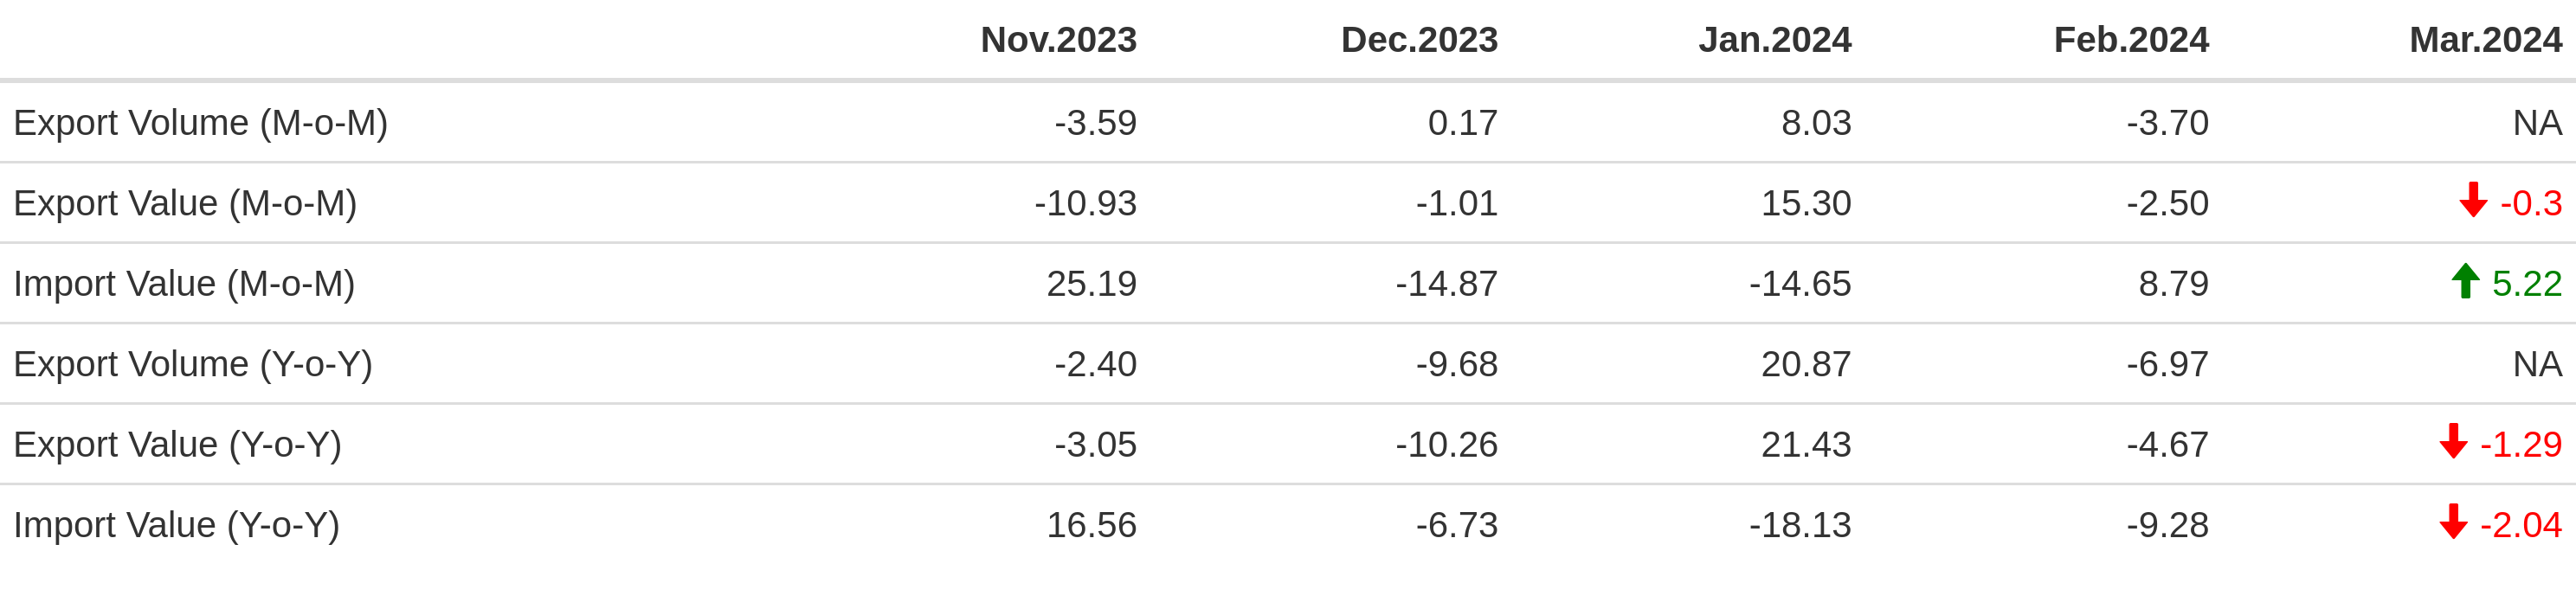 Nov.2023 Dec.2023 Jan.2024 Feb.2024 Mar.2024
Export Volume (M-o-M) -3.59 0.17 8.03 -3.70 NA
Export Value (M-o-M) -10.93 -1.01 15.30 -2.50 -0.3
Import Value (M-o-M) 25.19 -14.87 -14.65 8.79 5.22
Export Volume (Y-o-Y) -2.40 -9.68 20.87 -6.97 NA
Export Value (Y-o-Y) -3.05 -10.26 21.43 -4.67 -1.29
Import Value (Y-o-Y) 16.56 -6.73 -18.13 -9.28 -2.04